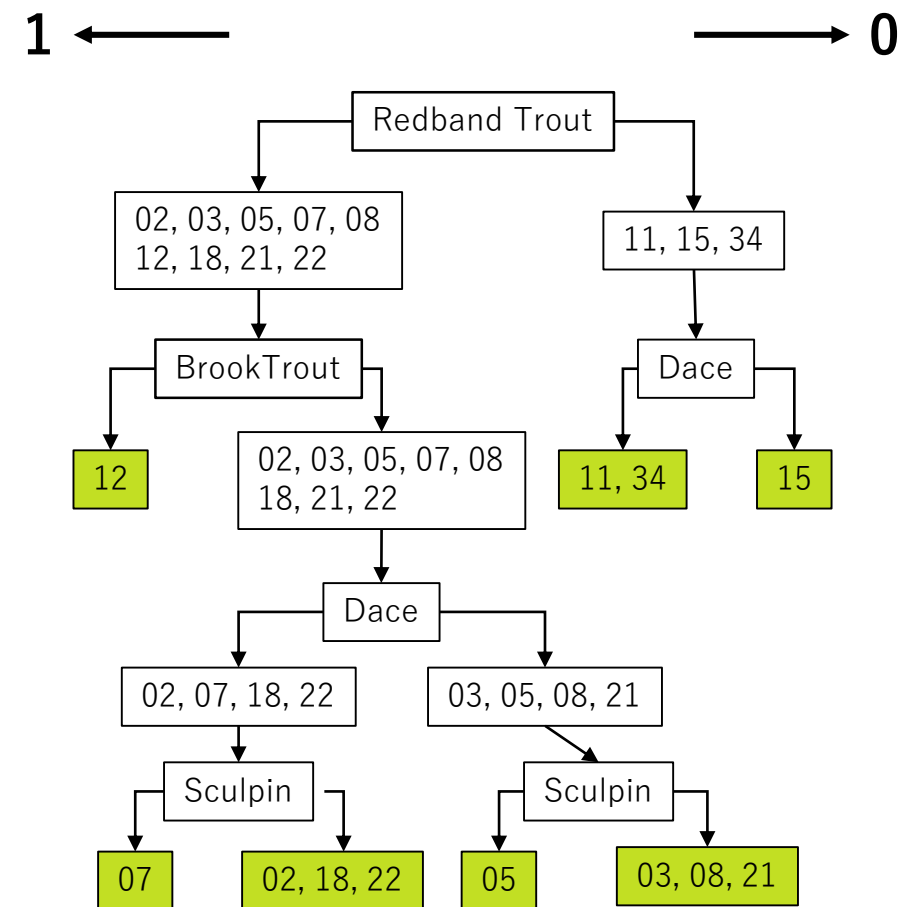 1
0
Redband Trout
02, 03, 05, 07, 08
12, 18, 21, 22
11, 15, 34
BrookTrout
Dace
12
02, 03, 05, 07, 08
18, 21, 22
11, 34
15
Dace
02, 07, 18, 22
03, 05, 08, 21
Sculpin
Sculpin
07
02, 18, 22
05
03, 08, 21